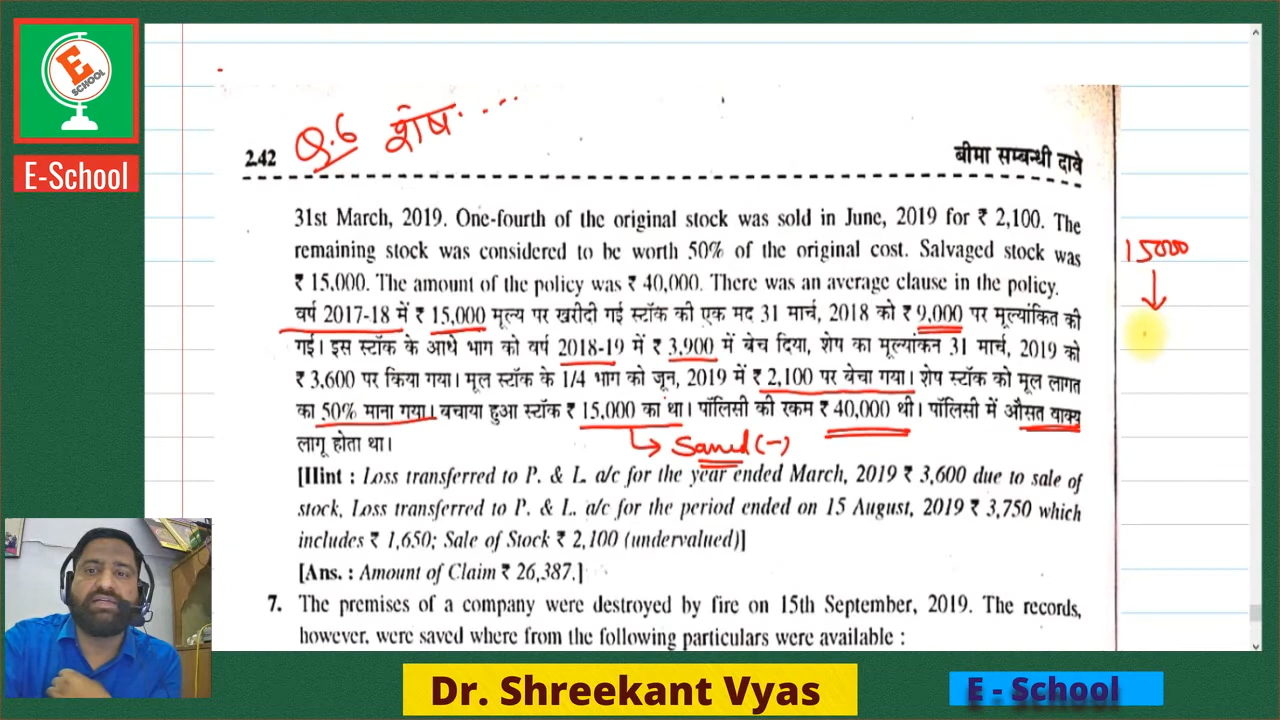 E
SCHOOL
E-School
Q.6 शेष.....
2.42
बीमा सम्बन्धी दावे
31st March, 2019. One-fourth of the original stock was sold in June, 2019 for ₹ 2,100. The
remaining stock was considered to be worth 50% of the original cost. Salvaged stock was
₹ 15,000. The amount of the policy was ₹ 40,000. There was an average clause in the policy.
15000
वर्ष 2017-18 में ₹ 15,000 मूल्य पर खरीदी गई स्टॉक की एक मद 31 मार्च, 2018 को ₹ 9,000 पर मूल्यांकित की
गई। इस स्टॉक के आधे भाग को वर्ष 2018-19 में ₹ 3,900 में बेच दिया, शेष का मूल्यांकन 31 मार्च, 2019 को
₹ 3,600 पर किया गया। मूल स्टॉक के 1/4 भाग को जून, 2019 में ₹ 2,100 पर बेचा गया। शेष स्टॉक को मूल लागत
का 50% माना गया। बचाया हुआ स्टॉक ₹ 15,000 का था। पॉलिसी की रकम ₹ 40,000 थी। पॉलिसी में औसत वाक्य
लागू होता था।
Saved (-)
[Hint : Loss transferred to P. & L. a/c for the year ended March, 2019 ₹ 3,600 due to sale of
stock, Loss transferred to P. & L. a/c for the period ended on 15 August, 2019 ₹ 3,750 which
includes ₹ 1,650; Sale of Stock ₹ 2,100 (undervalued)]
[Ans. : Amount of Claim ₹ 26,387.]
7. The premises of a company were destroyed by fire on 15th September, 2019. The records,
however, were saved where from the following particulars were available :
Dr. Shreekant Vyas
E - School